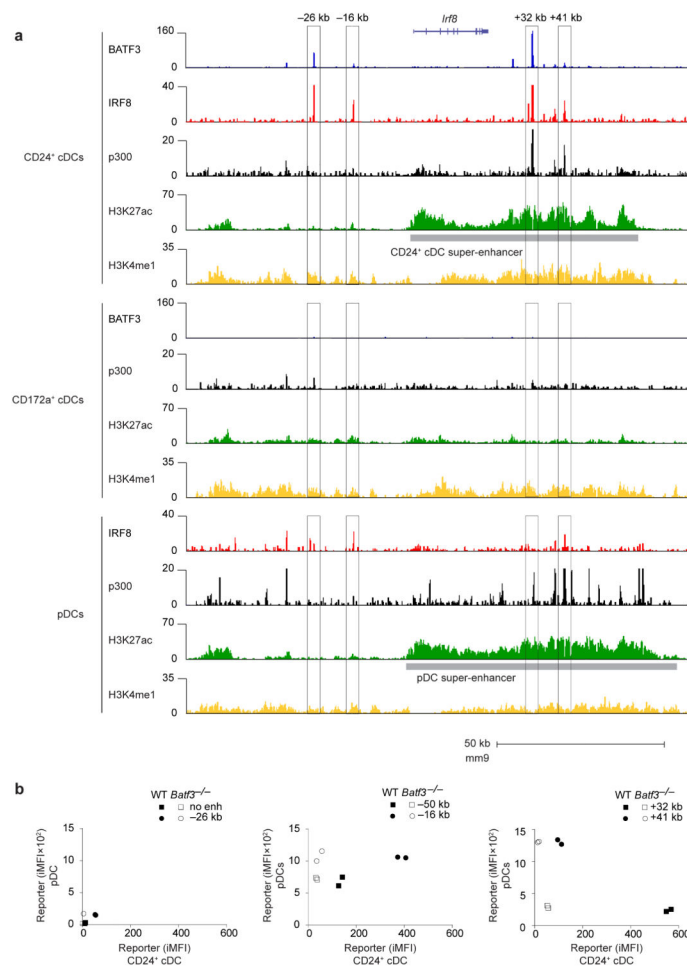 a
–26 kb –16 kb Irf8 +32 kb +41 kb
CD24⁺ cDCs
BATF3
160
0
IRF8
40
0
p300
20
0
H3K27ac
70
0
CD24⁺ cDC super-enhancer
H3K4me1
35
0
CD172a⁺ cDCs
BATF3
160
0
p300
20
0
H3K27ac
70
0
H3K4me1
35
0
pDCs
IRF8
40
0
p300
20
0
H3K27ac
70
0
pDC super-enhancer
H3K4me1
35
0
50 kb
mm9
b
WT Batf3⁻/⁻
■ □ no enh
● ○ –26 kb
Reporter (iMFI×10²)
pDC
15
10
5
0
0 200 400 600
Reporter (iMFI)
CD24⁺ cDC
WT Batf3⁻/⁻
■ □ –50 kb
● ○ –16 kb
Reporter (iMFI×10²)
pDCs
15
10
5
0
0 200 400 600
Reporter (iMFI)
CD24⁺ cDC
WT Batf3⁻/⁻
■ □ +32 kb
● ○ +41 kb
Reporter (iMFI×10²)
pDCs
15
10
5
0
0 200 400 600
Reporter (iMFI)
CD24⁺ cDC